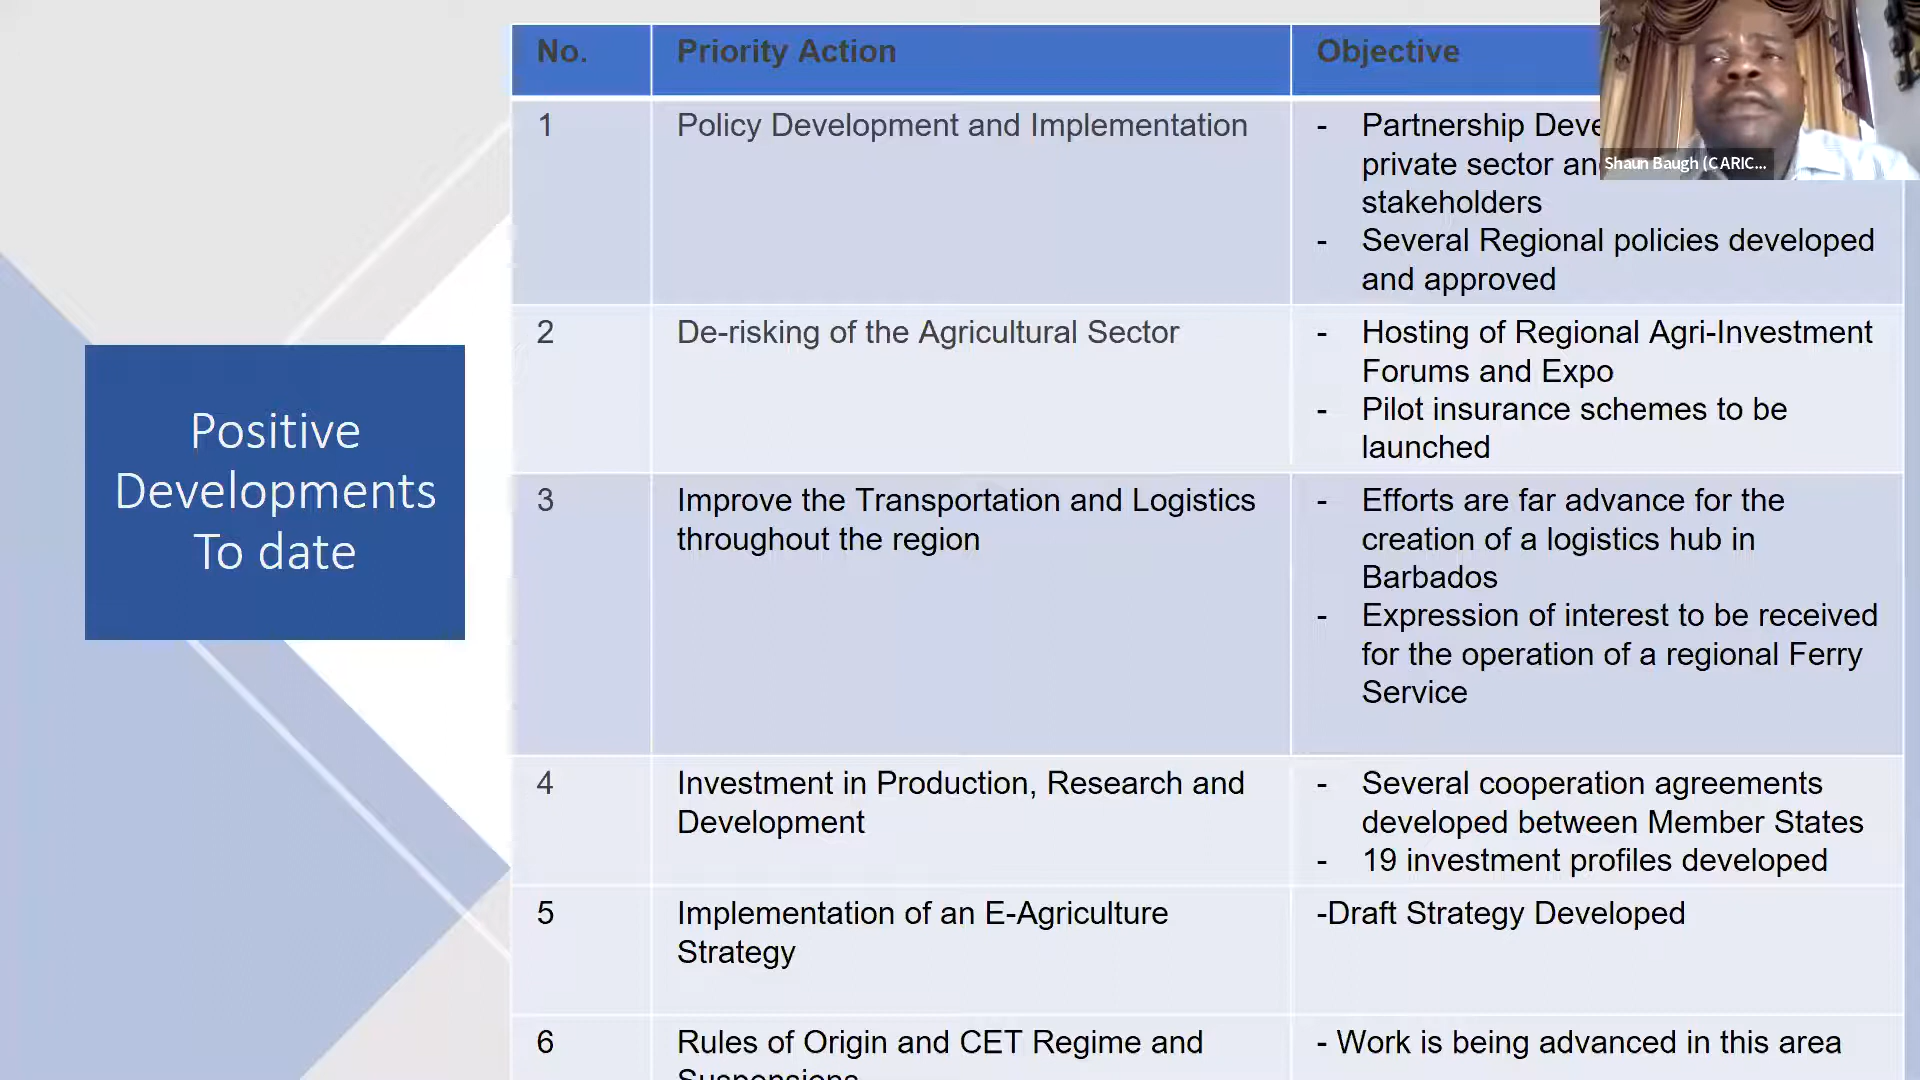 Positive
Developments
To date
No. Priority Action Objective
1 Policy Development and Implementation - Partnership
private sector
stakeholders
- Several Regional policies developed
and approved
2 De-risking of the Agricultural Sector - Hosting of Regional Agri-Investment
Forums and Expo
- Pilot insurance schemes to be
launched
3 Improve the Transportation and Logistics
throughout the region
- Efforts are far advance for the
creation of a logistics hub in
Barbados
- Expression of interest to be received
for the operation of a regional Ferry
Service
4 Investment in Production, Research and
Development
- Several cooperation agreements
developed between Member States
- 19 investment profiles developed
5 Implementation of an E-Agriculture
Strategy
-Draft Strategy Developed
6 Rules of Origin and CET Regime and
Suspensions
- Work is being advanced in this area
Shaun Baugh (CARIC...